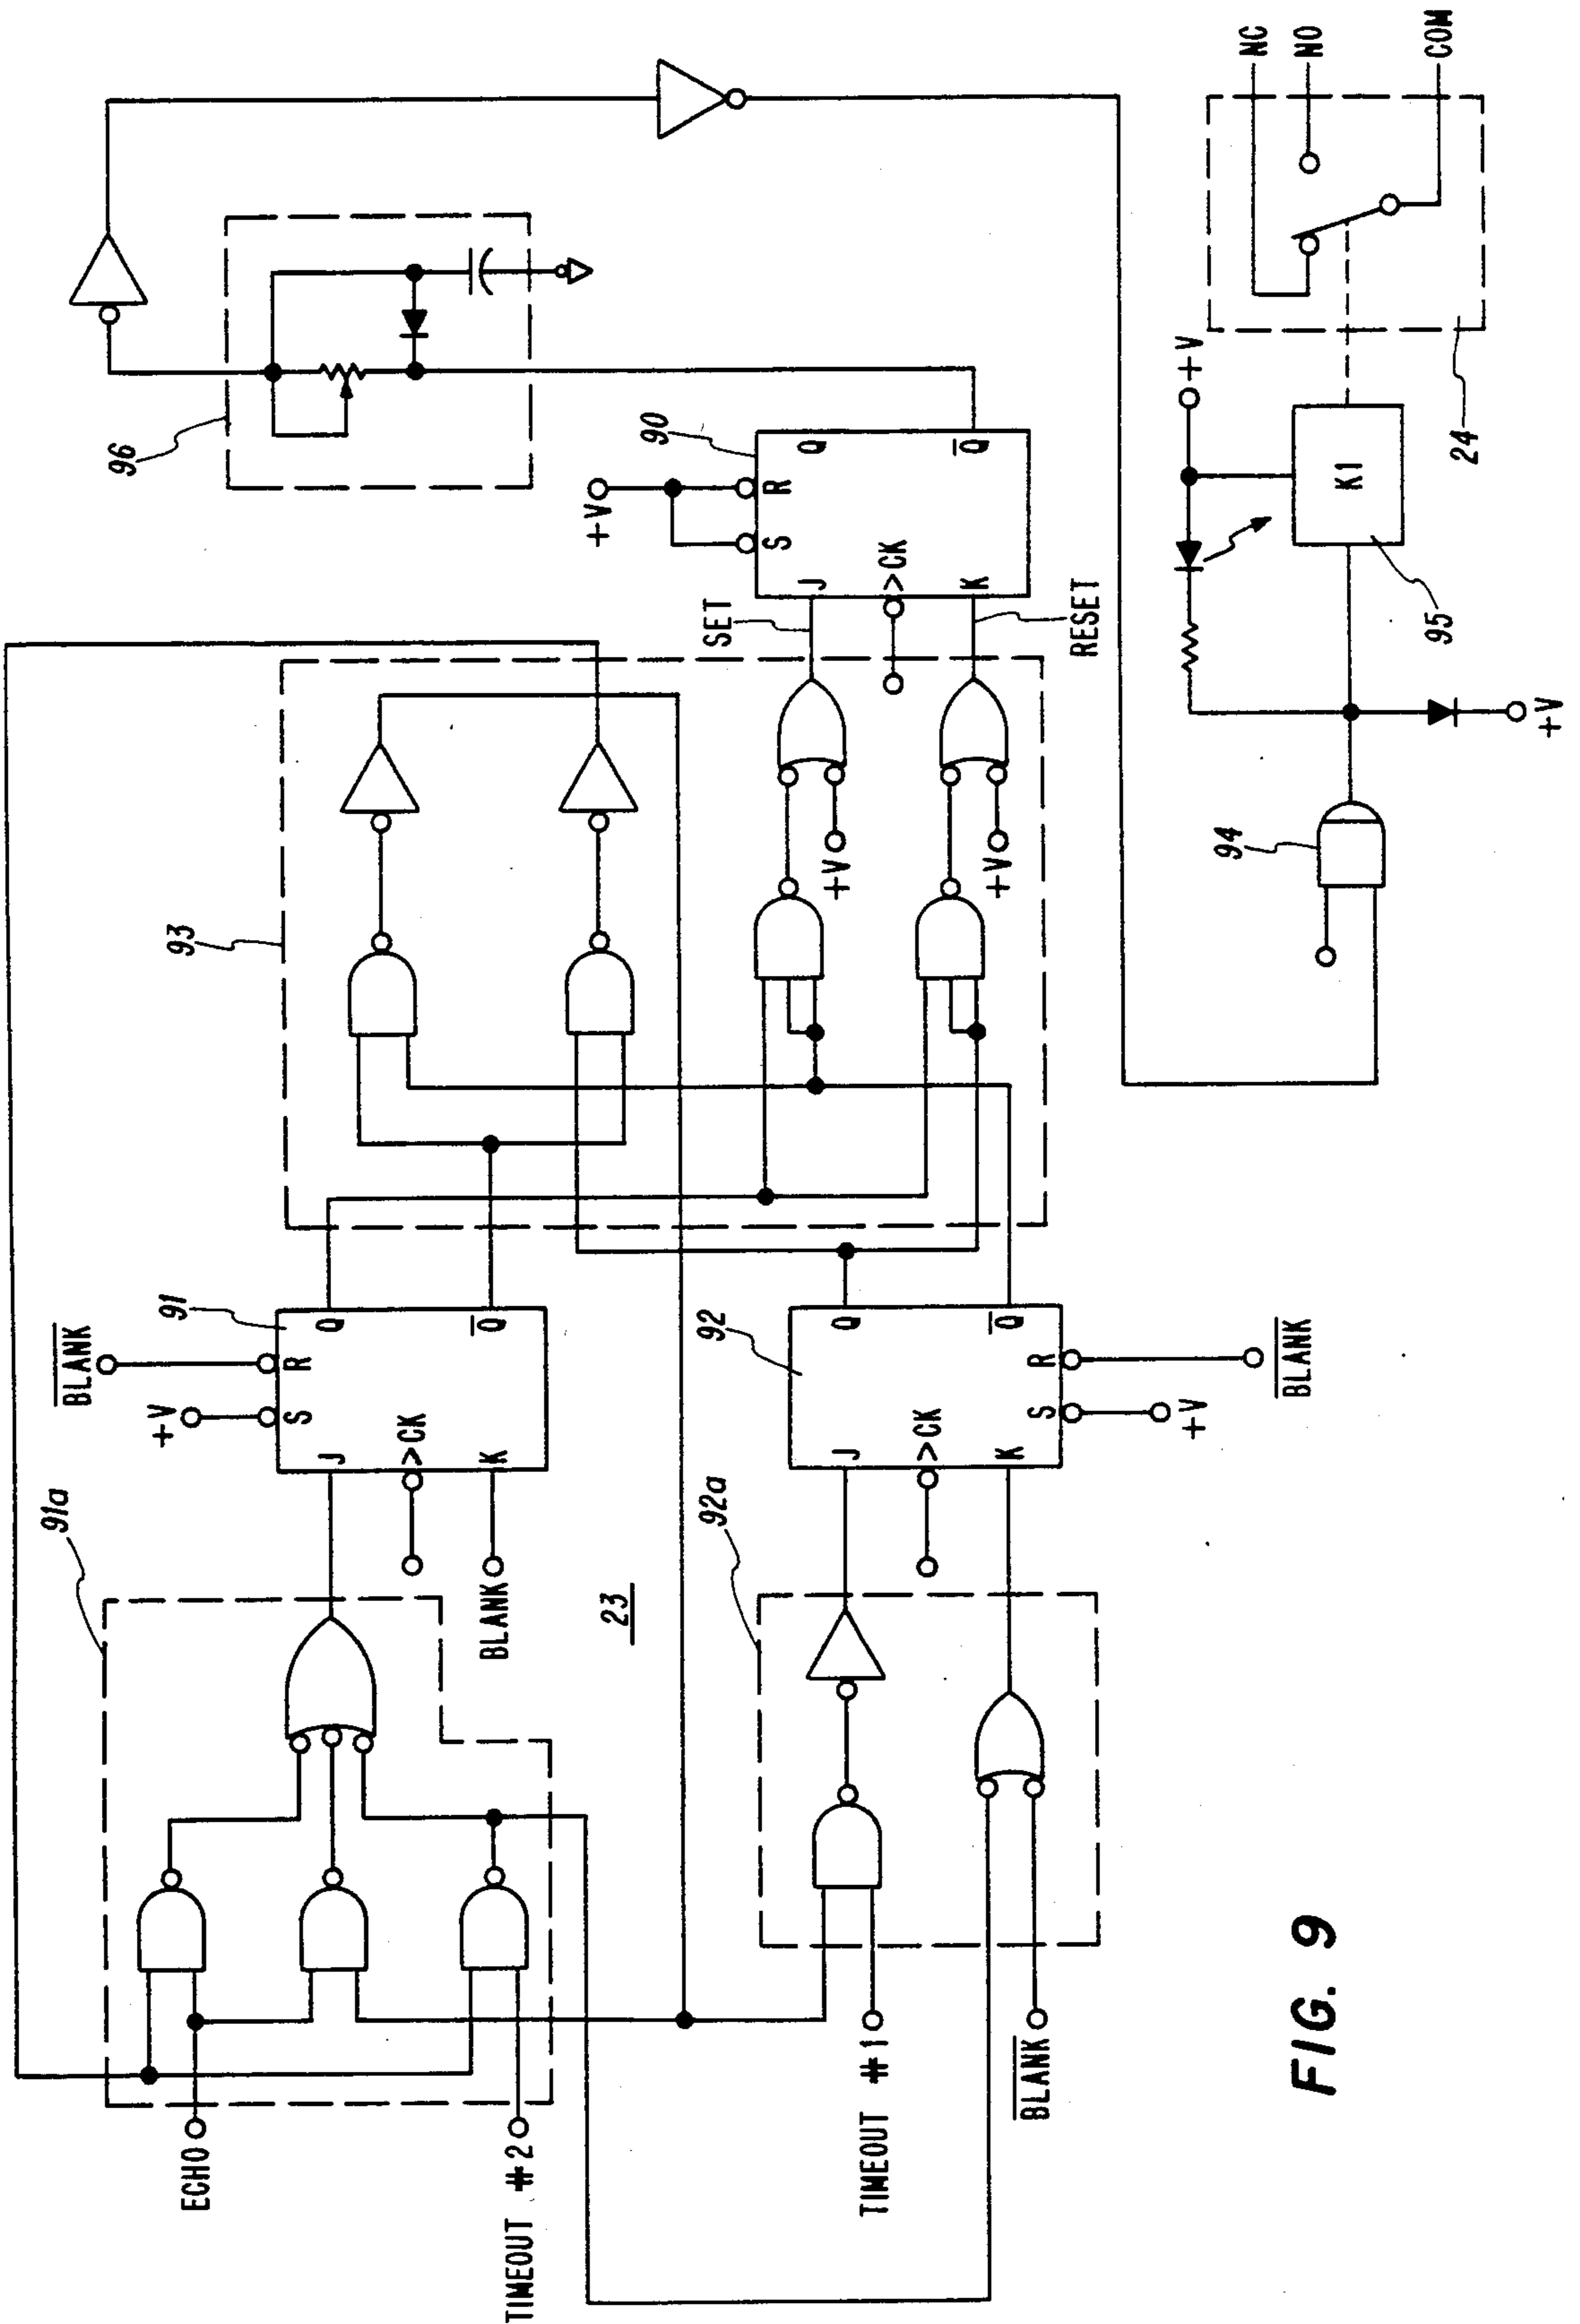 91a
ECHO
TIMEOUT #2
BLANK
+V
91
S
R
J
>CK
K
Q
Q
BLANK
23
93
96
92a
TIMEOUT #1
BLANK
92
J
>CK
K
Q
Q
S
R
+V
BLANK
+V
+V
SET
RESET
+V
90
S
R
J
>CK
K
Q
Q
94
+V
+V
K1
95
24
NC
NO
COM
FIG. 9